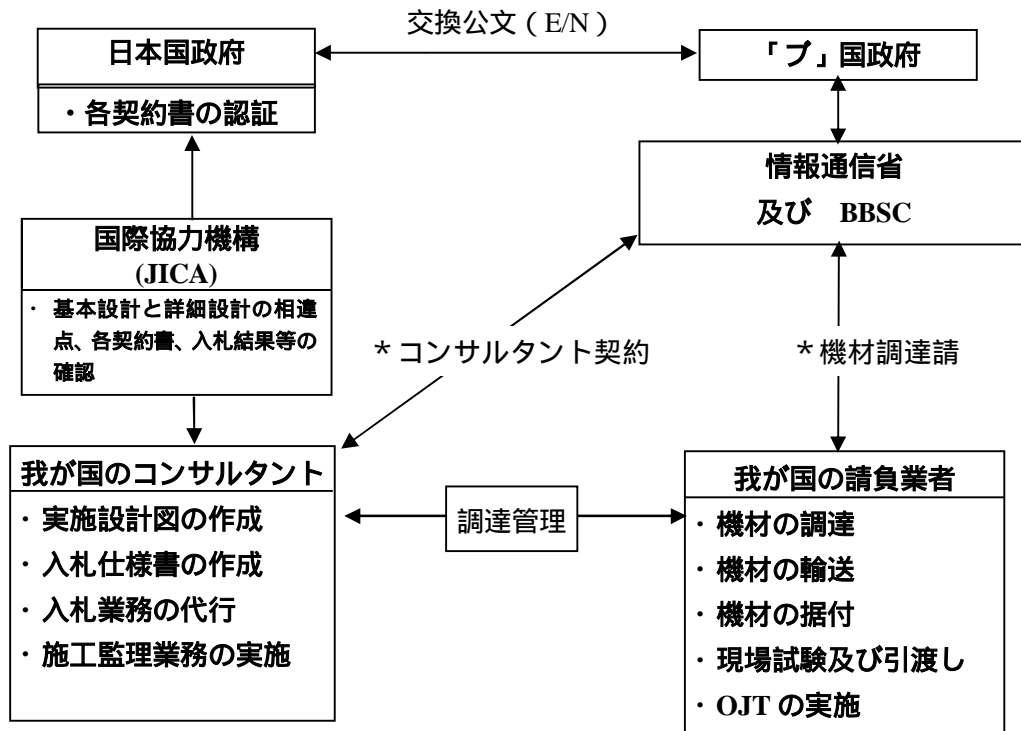 交換公文（E/N）
日本国政府
・各契約書の認証
「ブ」国政府
情報通信省
及び　BBSC
国際協力機構
(JICA)
・ 基本設計と詳細設計の相違
点、各契約書、入札結果等の
確認
＊コンサルタント契約
＊機材調達請
我が国のコンサルタント
・実施設計図の作成
・入札仕様書の作成
・入札業務の代行
・施工監理業務の実施
調達管理
我が国の請負業者
・機材の調達
・機材の輸送
・機材の据付
・現場試験及び引渡し
・OJT の実施